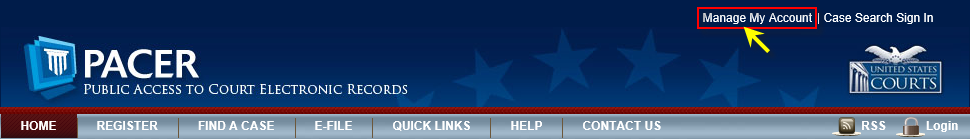 Manage My Account | Case Search Sign In
PACER
PUBLIC ACCESS TO COURT ELECTRONIC RECORDS
UNITED STATES
COURTS
HOME REGISTER FIND A CASE E-FILE QUICK LINKS HELP CONTACT US RSS Login